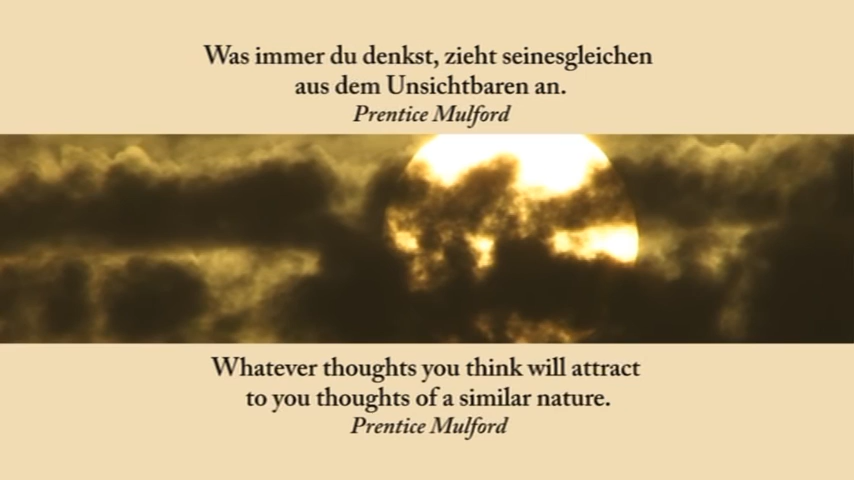 Was immer du denkst, zieht seinesgleichen
aus dem Unsichtbaren an.
Prentice Mulford
Whatever thoughts you think will attract
to you thoughts of a similar nature.
Prentice Mulford